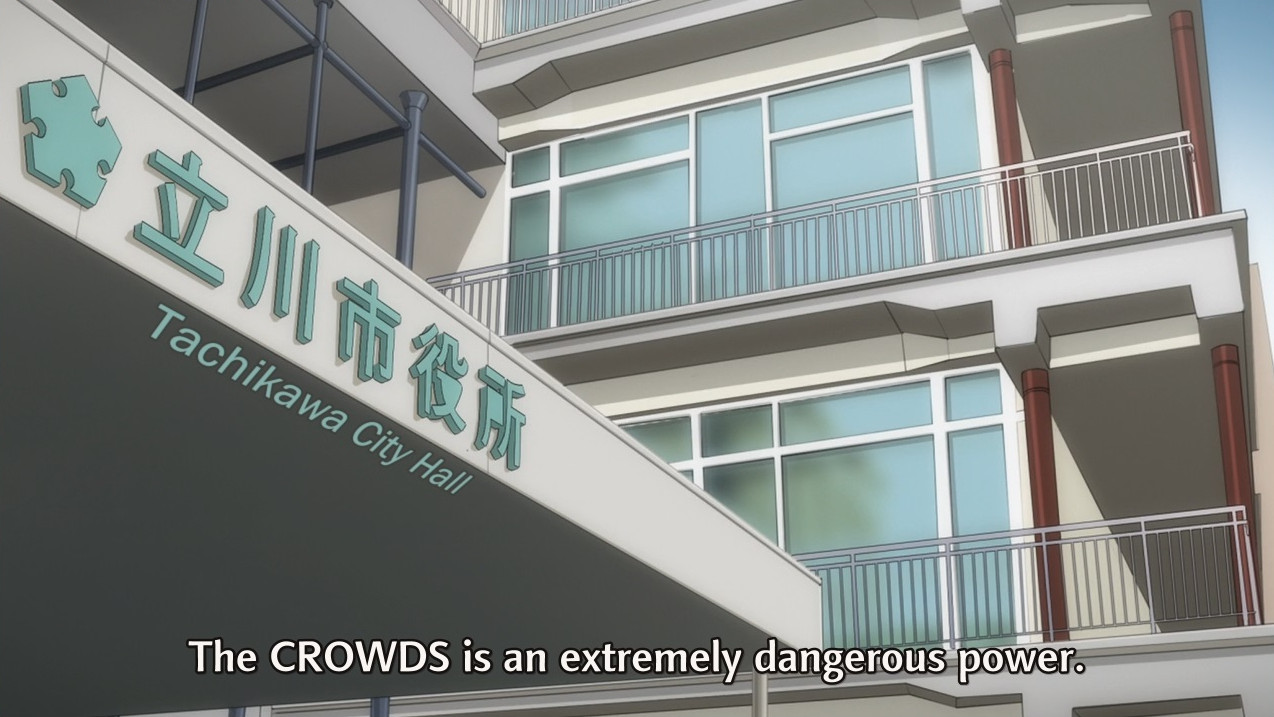 立川市役所
Tachikawa City Hall
The CROWDS is an extremely dangerous power.